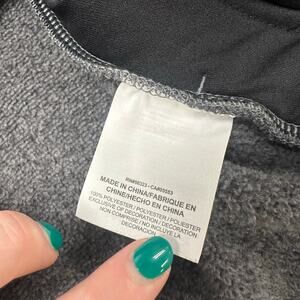 MADE IN CHINA/FABRIQUE EN
CHINE/HECHO EN CHINA
100% POLYESTER / POLYESTER / POLIESTER
EXCLUSIVE OF DECORATION / DECORATION
NON COMPRISE / NO INCLUYE LA
DECORACION